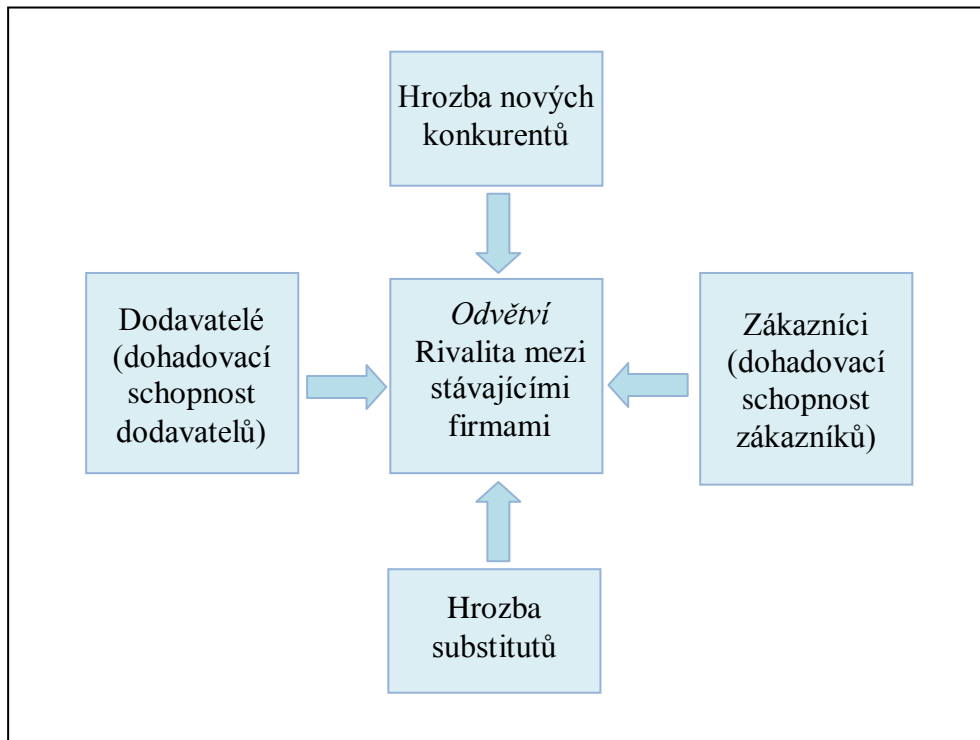 Hrozba nových
konkurentů
Dodavatelé
(dohadovací
schopnost
dodavatelů)
Odvětví
Rivalita mezi
stávajícími
firmami
Zákazníci
(dohadovací
schopnost
zákazníků)
Hrozba
substitutů